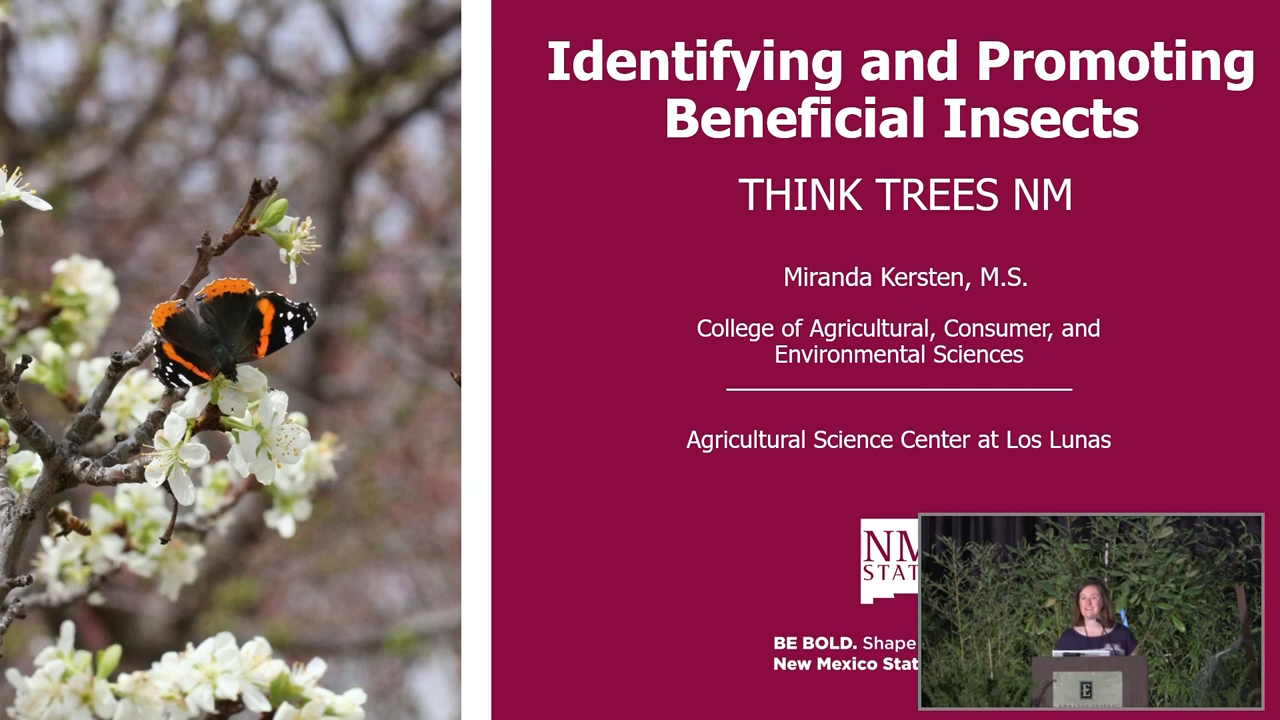 Identifying and Promoting
Beneficial Insects
THINK TREES NM
Miranda Kersten, M.S.
College of Agricultural, Consumer, and
Environmental Sciences
Agricultural Science Center at Los Lunas
STAT
BE BOLD. Shape
New Mexico Stat
E